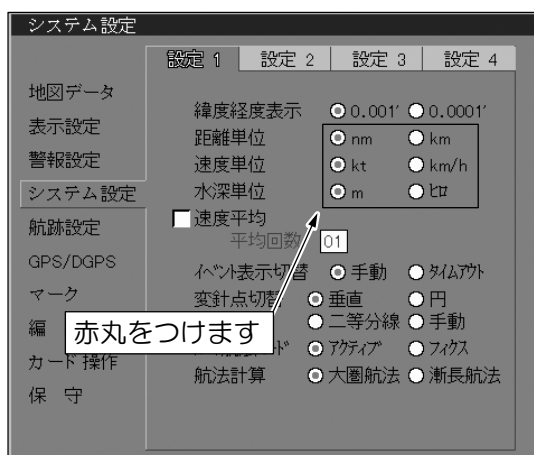 システム設定
設定 1 設定 2 設定 3 設定 4
地図データ
表示設定
警報設定
システム設定
航跡設定
GPS/DGPS
マーク
編
カード操作
保 守
緯度経度表示 0.001′ 0.0001′
距離単位 nm km
速度単位 kt km/h
水深単位 m ﾋﾛ
速度平均
平均回数 01
ｲﾍﾞﾝﾄ表示切替 手動 ﾀｲﾑｱｳﾄ
変針点切替 垂直 円
二等分線 手動
ｱｸﾃｨﾌﾞ ﾌｨｸｽ
航法計算 大圏航法 漸長航法
赤丸をつけます